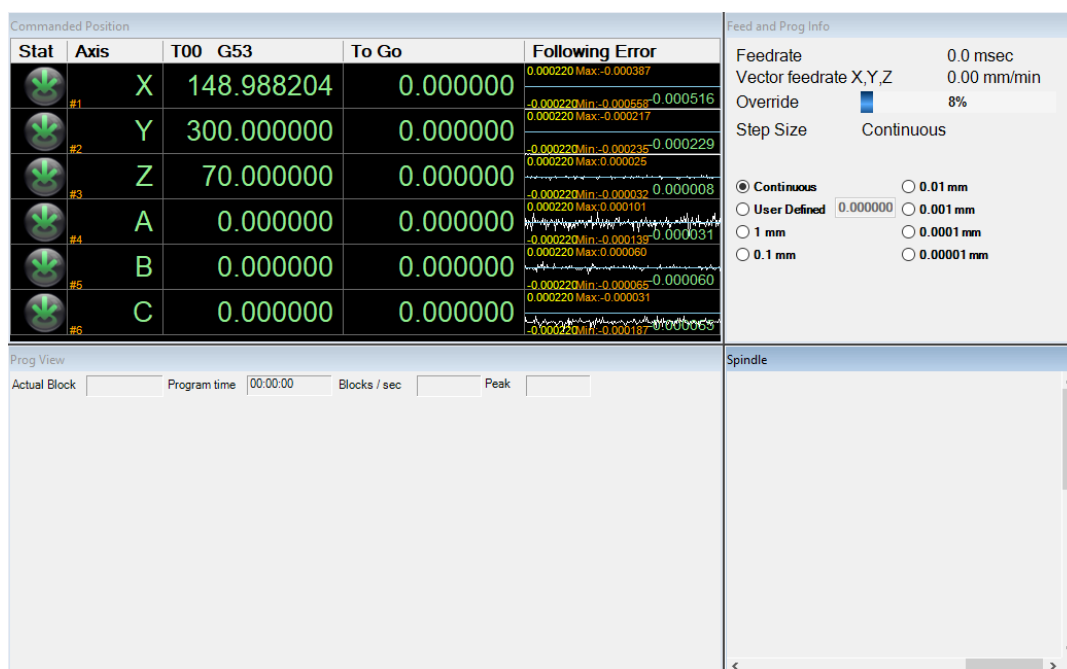 Commanded Position
Stat Axis T00 G53 To Go Following Error
#1 X 148.988204 0.000000 0.000220 Max:-0.000387 -0.000220 Min:-0.000558 -0.000516
#2 Y 300.000000 0.000000 0.000220 Max:-0.000217 -0.000220 Min:-0.000235 -0.000229
#3 Z 70.000000 0.000000 0.000220 Max:0.000025 -0.000220 Min:-0.000032 0.000008
#4 A 0.000000 0.000000 0.000220 Max:0.000101 -0.000220 Min:-0.000139 -0.000031
#5 B 0.000000 0.000000 0.000220 Max:0.000060 -0.000220 Min:-0.000065 -0.000060
#6 C 0.000000 0.000000 0.000220 Max:-0.000031 -0.000220 Min:-0.000187 -0.000063
Feed and Prog Info
Feedrate 0.0 msec
Vector feedrate X,Y,Z 0.00 mm/min
Override 8%
Step Size Continuous
Continuous 0.01 mm
User Defined 0.000000 0.001 mm
1 mm 0.0001 mm
0.1 mm 0.00001 mm
Prog View
Actual Block Program time 00:00:00 Blocks / sec Peak
Spindle